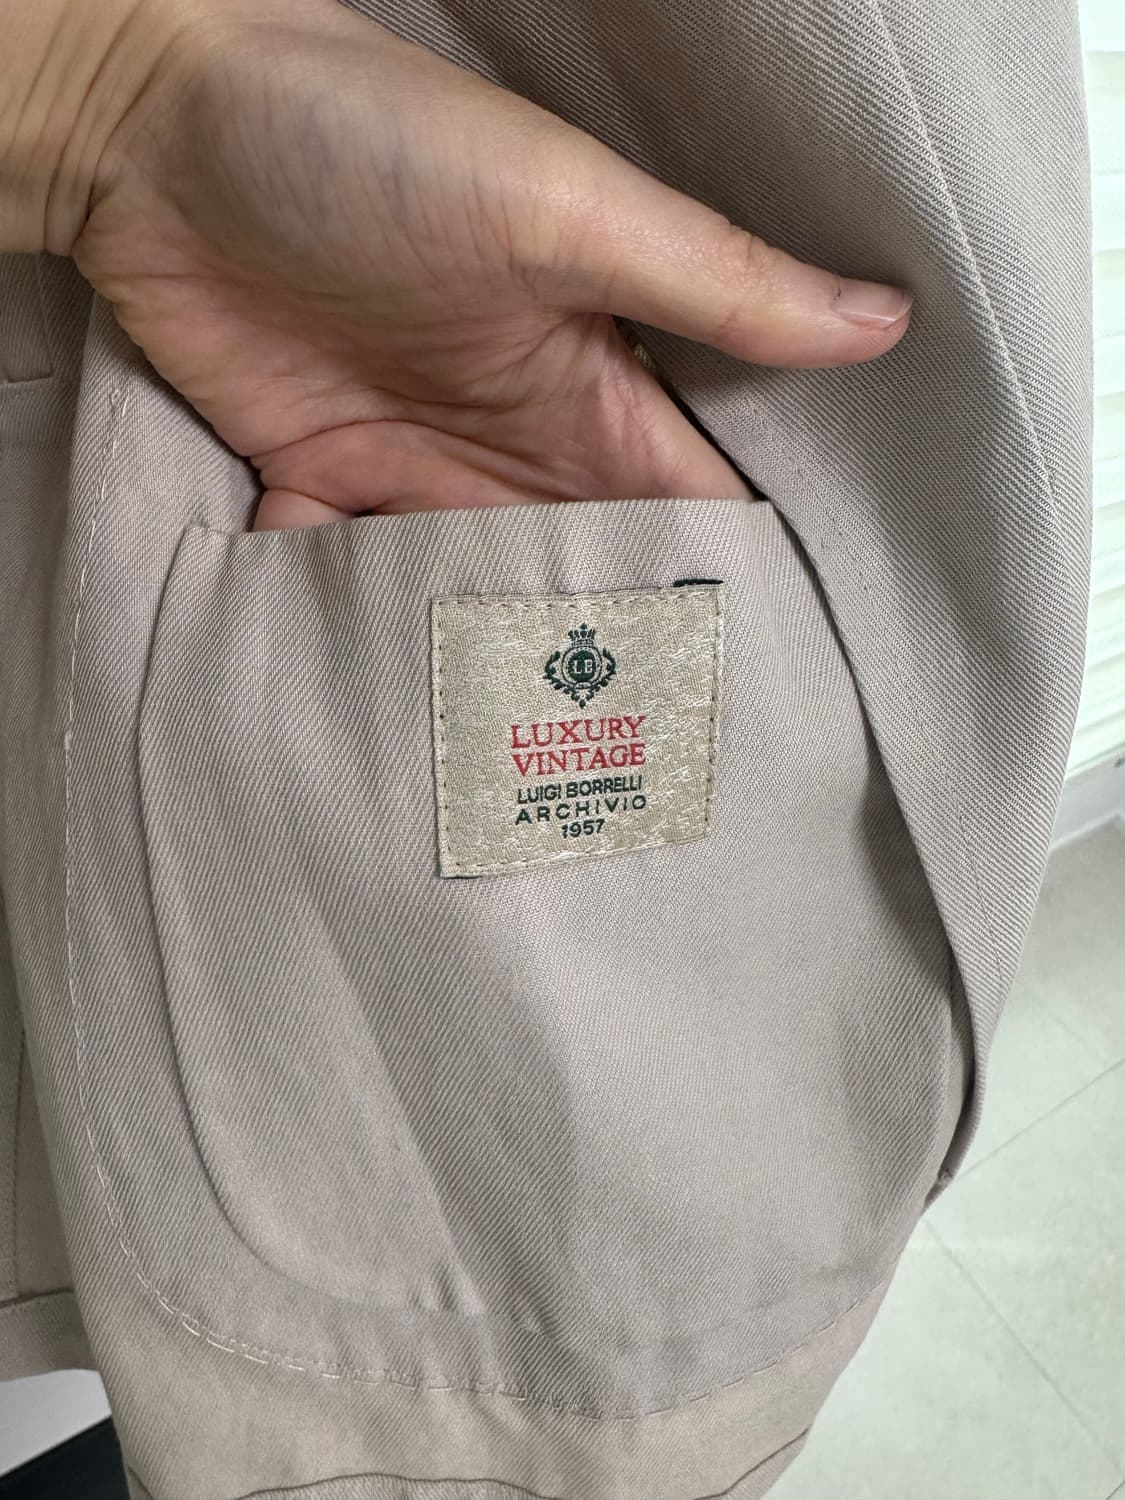 LB
LUXURY
VINTAGE
LUIGI BORRELLI
ARCHIVIO
1957